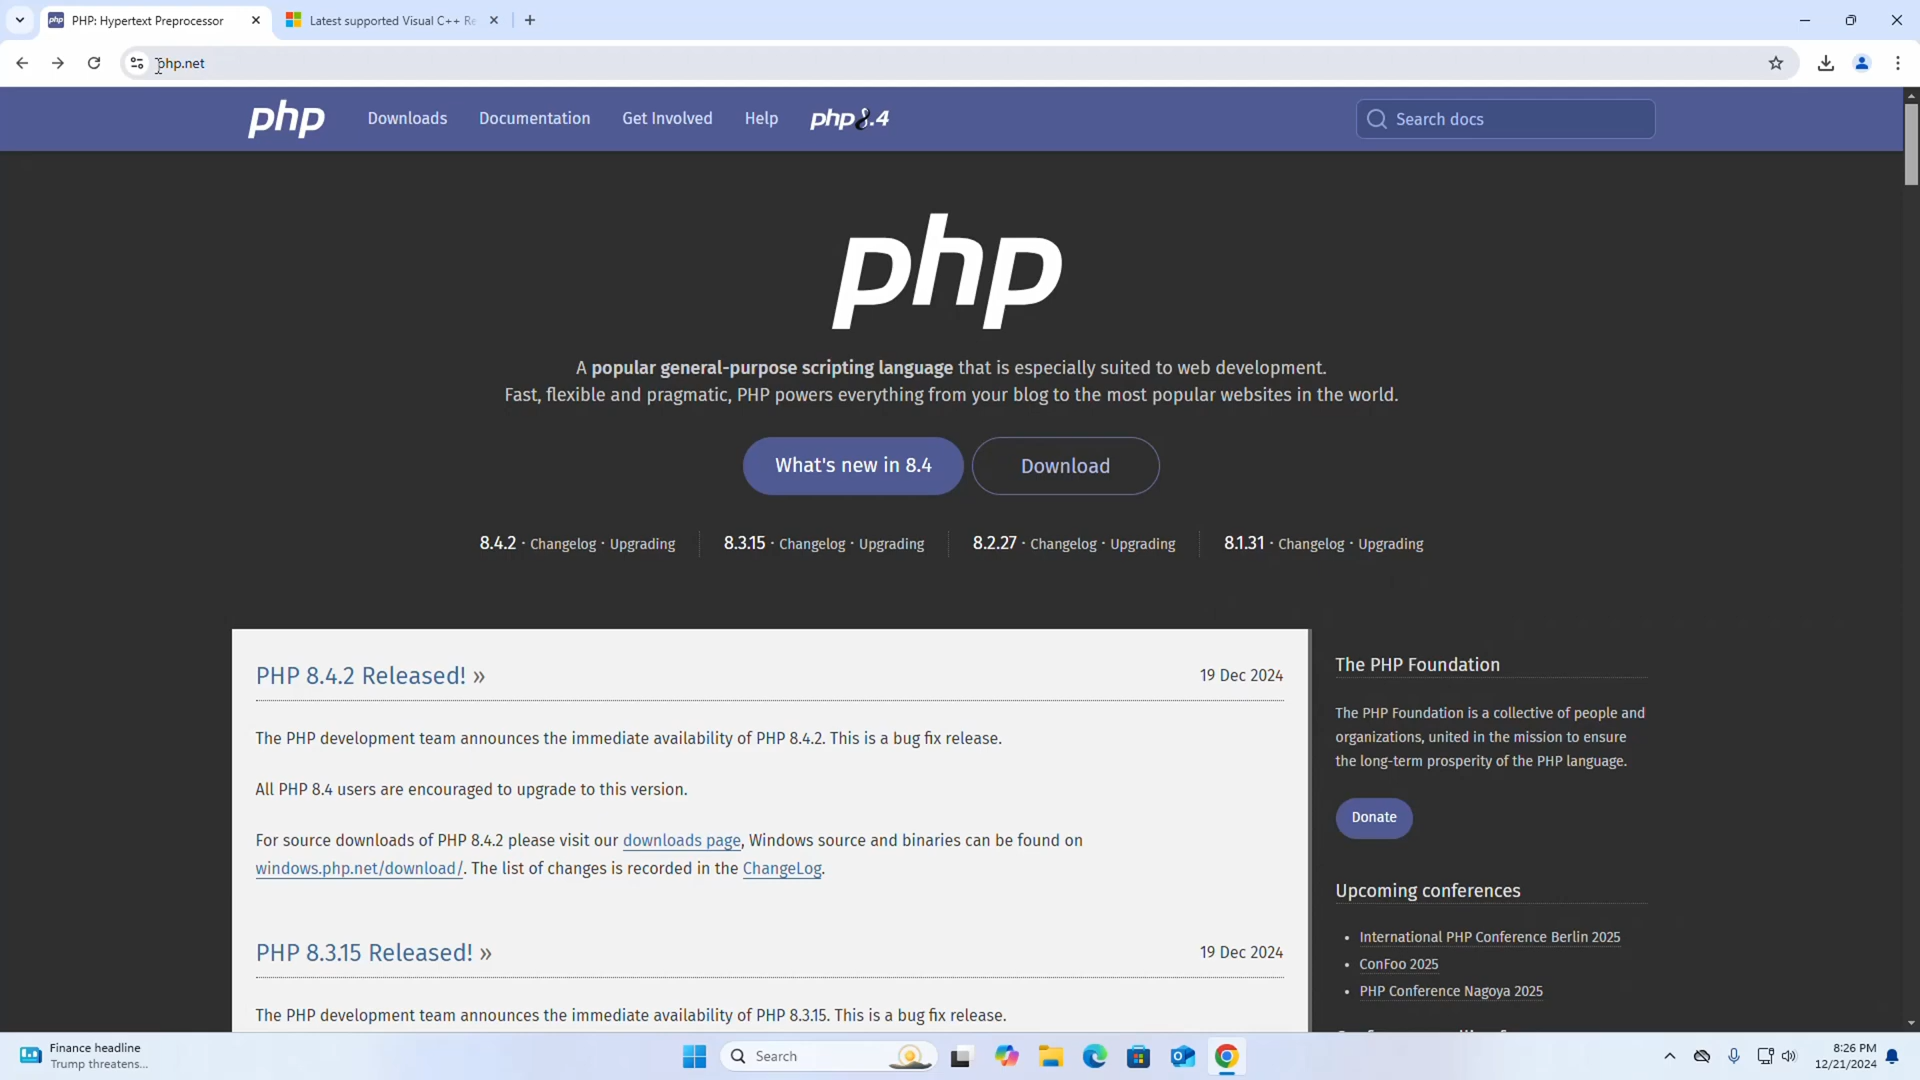 PHP: Hypertext Preprocessor
Latest supported Visual C++ Re
php.net
php
Downloads
Documentation
Get Involved
Help
php8.4
Search docs
php
A popular general-purpose scripting language that is especially suited to web development.
Fast, flexible and pragmatic, PHP powers everything from your blog to the most popular websites in the world.
What's new in 8.4
Download
8.4.2 · Changelog · Upgrading
8.3.15 · Changelog · Upgrading
8.2.27 · Changelog · Upgrading
8.1.31 · Changelog · Upgrading
PHP 8.4.2 Released! »
19 Dec 2024
The PHP development team announces the immediate availability of PHP 8.4.2. This is a bug fix release.
All PHP 8.4 users are encouraged to upgrade to this version.
For source downloads of PHP 8.4.2 please visit our downloads page, Windows source and binaries can be found on
windows.php.net/download/. The list of changes is recorded in the ChangeLog.
PHP 8.3.15 Released! »
19 Dec 2024
The PHP development team announces the immediate availability of PHP 8.3.15. This is a bug fix release.
The PHP Foundation
The PHP Foundation is a collective of people and
organizations, united in the mission to ensure
the long-term prosperity of the PHP language.
Donate
Upcoming conferences
• International PHP Conference Berlin 2025
• ConFoo 2025
• PHP Conference Nagoya 2025
Finance headline
Trump threatens...
Search
8:26 PM
12/21/2024